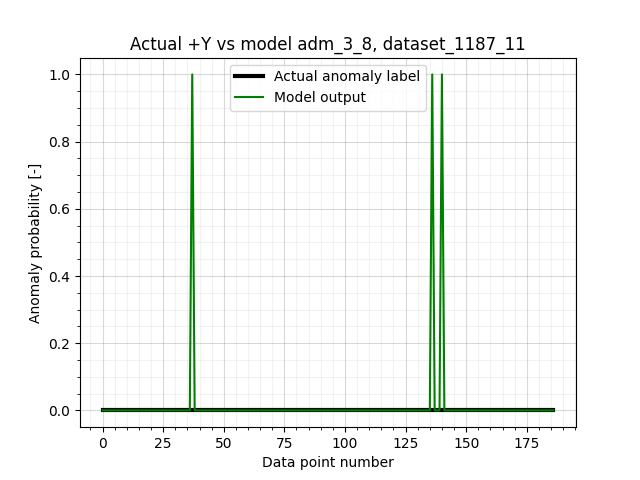 Actual +Y vs model adm_3_8, dataset_1187_11
Actual anomaly label
Model output
1.0
0.8
0.6
0.4
0.2
0.0
Anomaly probability [-]
0 25 50 75 100 125 150 175
Data point number